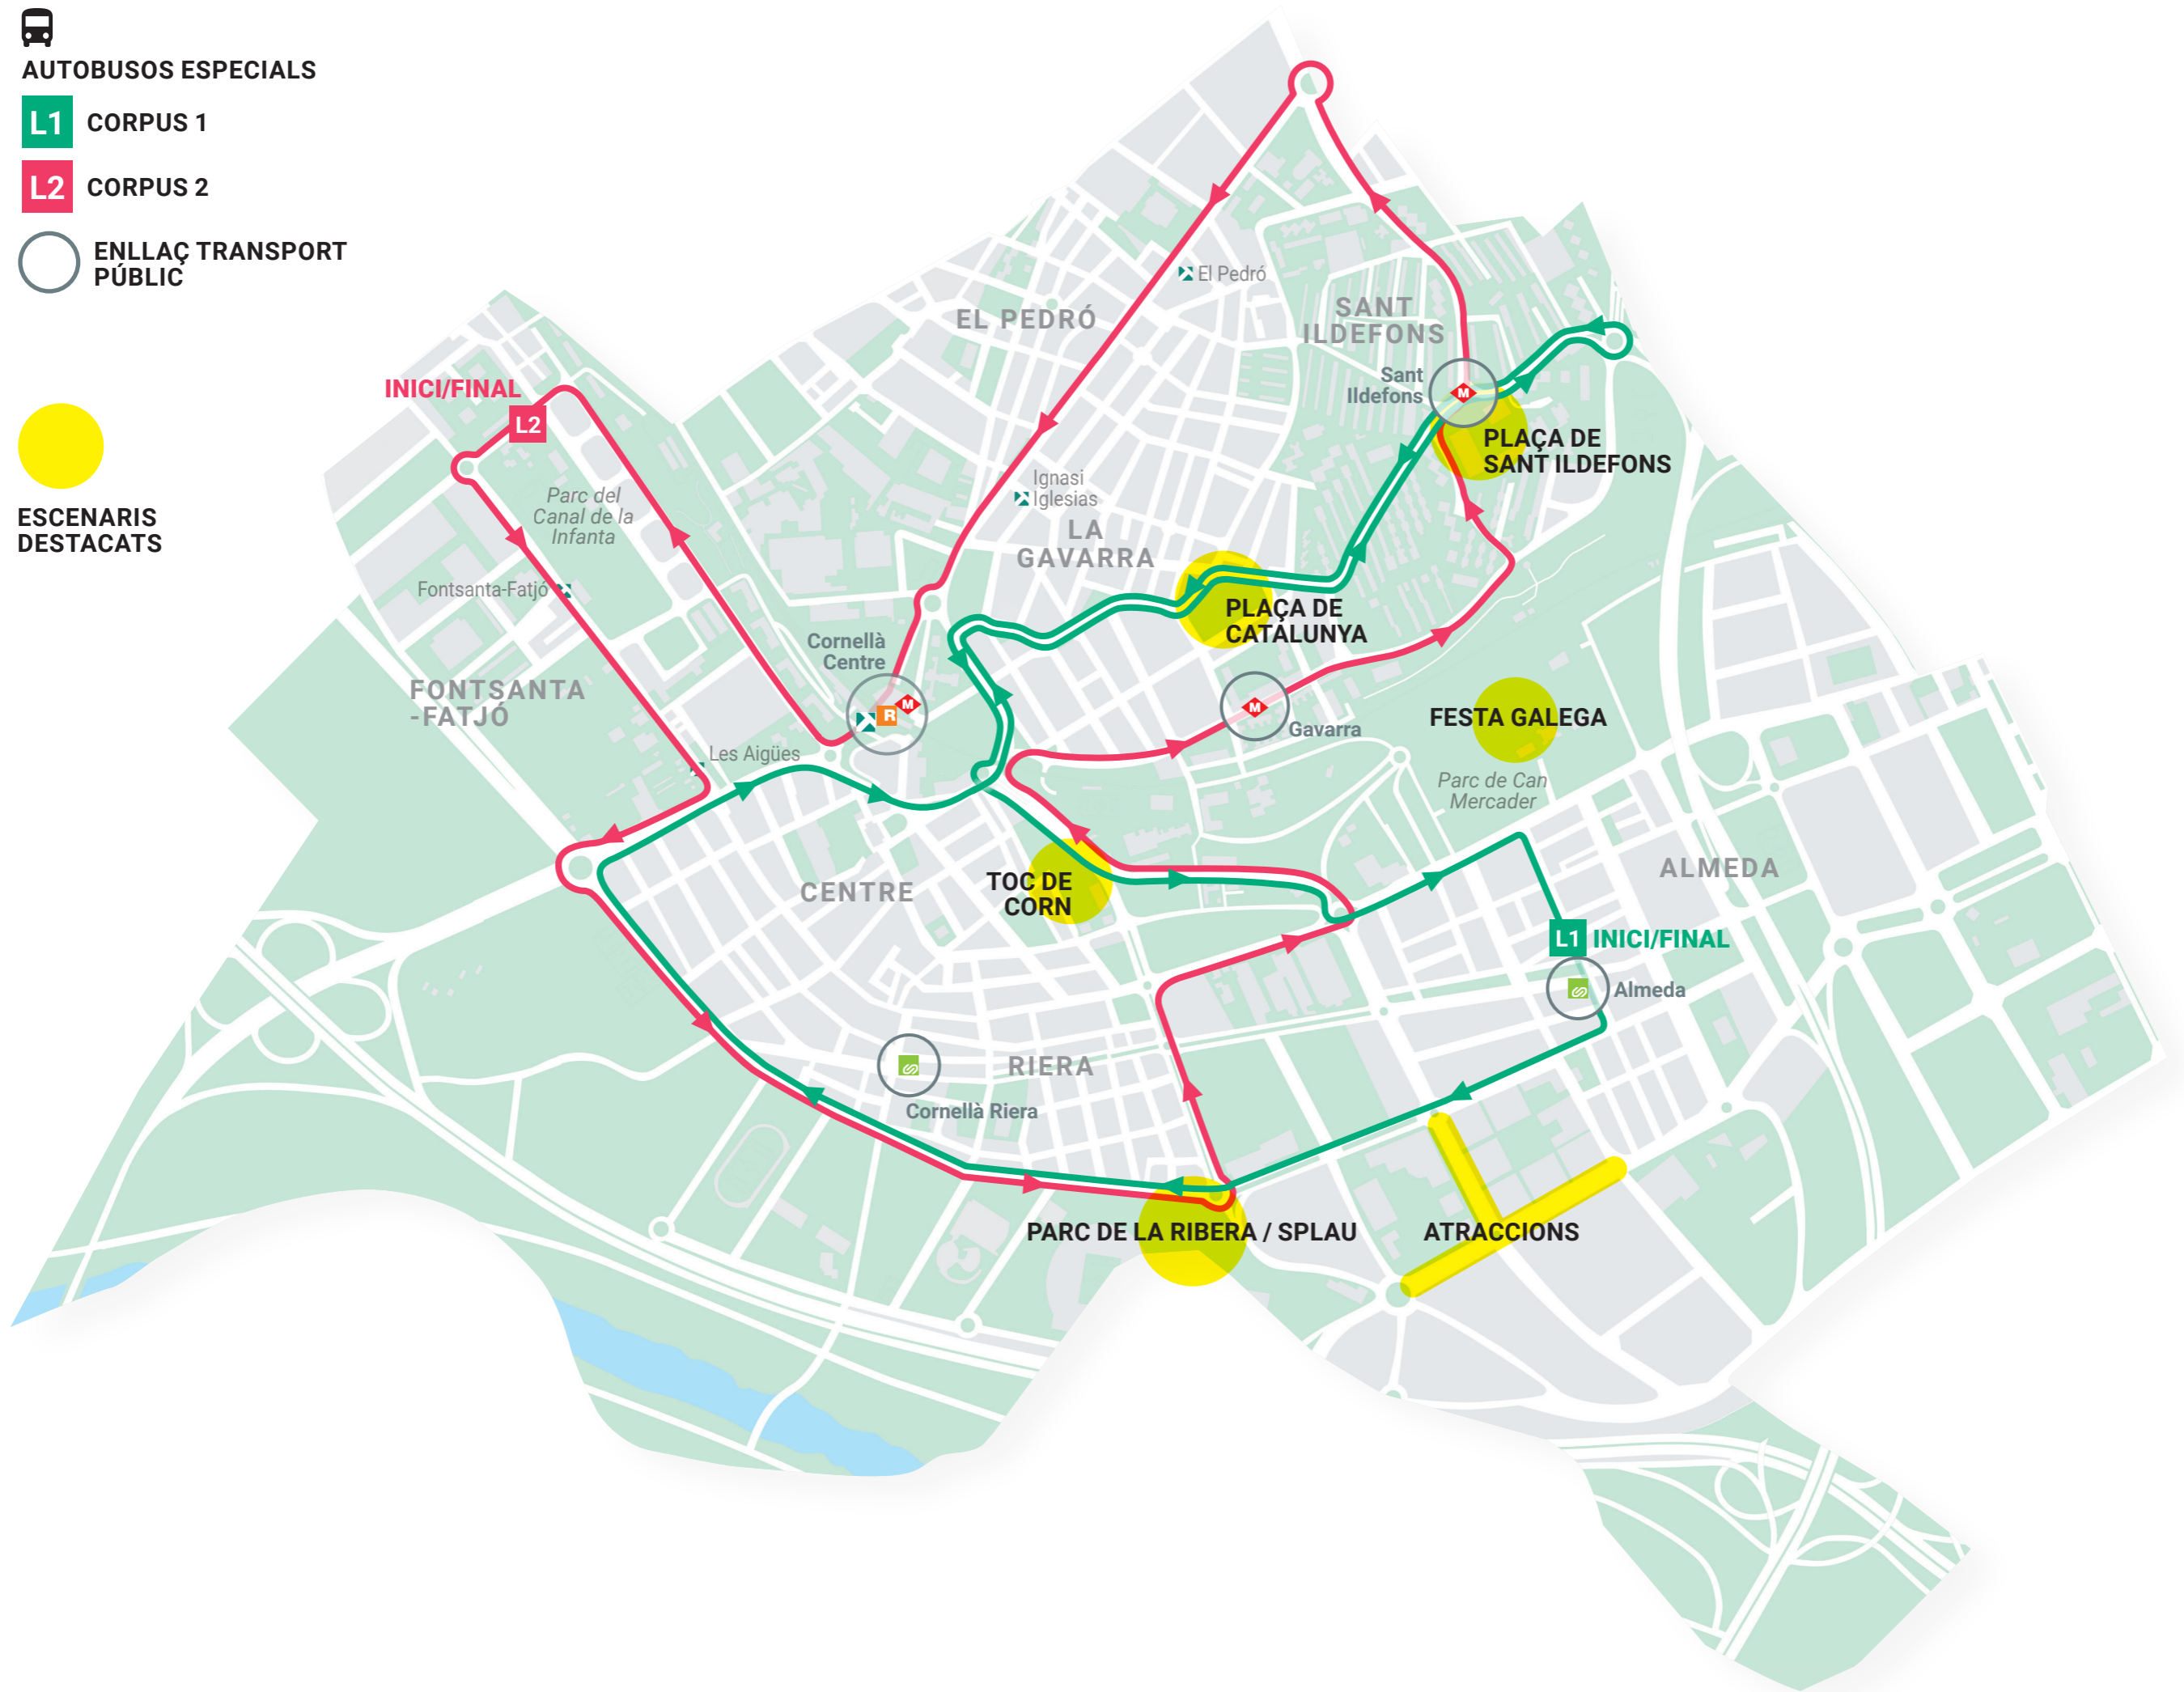 AUTOBUSOS ESPECIALS
L1 CORPUS 1
L2 CORPUS 2
ENLLAÇ TRANSPORT
PÚBLIC
ESCENARIS
DESTACATS
El Pedró
EL PEDRÓ
SANT
ILDEFONS
Sant
Ildefons
M
PLAÇA DE
SANT ILDEFONS
INICI/FINAL
L2
Parc del
Canal de la
Infanta
Ignasi
Iglesias
LA
GAVARRA
Fontsanta-Fatjó
PLAÇA DE
CATALUNYA
Cornellà
Centre
R
M
FONTSANTA
-FATJÓ
M
Gavarra
FESTA GALEGA
Les Aigües
Parc de Can
Mercader
ALMEDA
CENTRE
TOC DE
CORN
L1 INICI/FINAL
Almeda
RIERA
Cornellà Riera
PARC DE LA RIBERA / SPLAU
ATRACCIONS